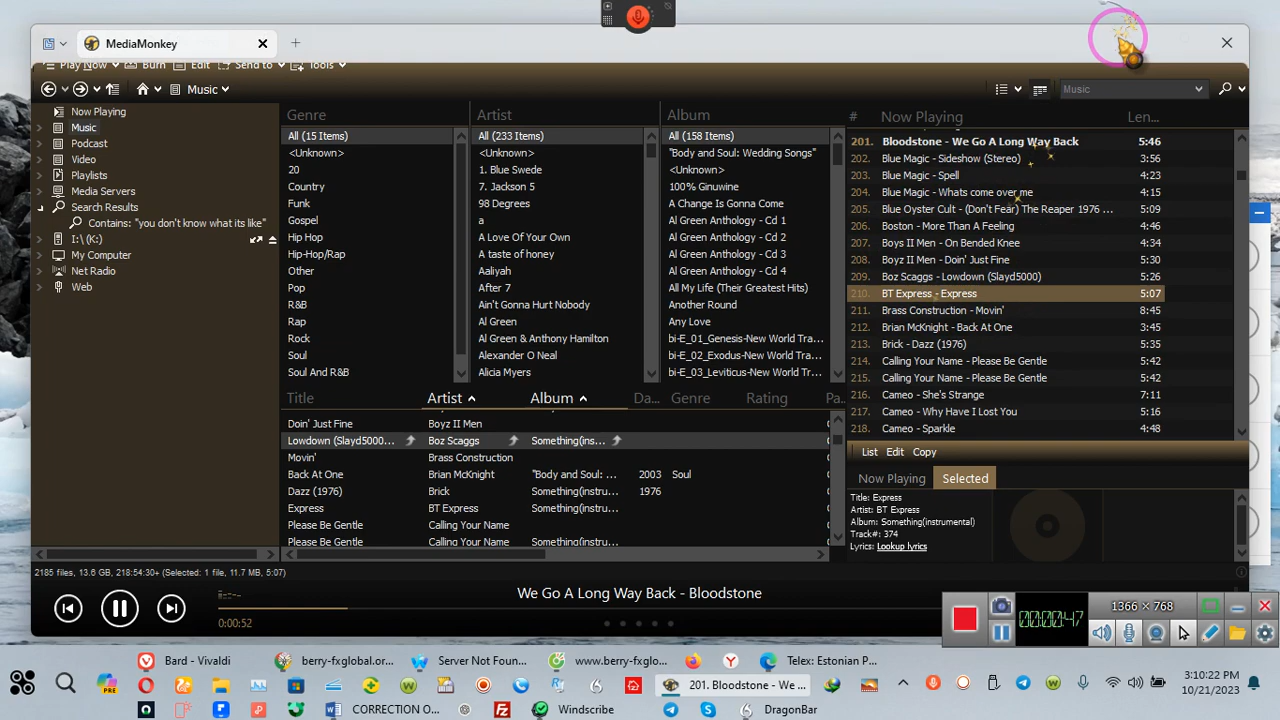 MediaMonkey
Play Now Burn Edit Send to Tools
Music
Music
Now Playing
Music
Podcast
Video
Playlists
Media Servers
Search Results
Contains: "you don't know what its like"
I:\ (K:)
My Computer
Net Radio
Web
Genre
All (15 Items)
<Unknown>
20
Country
Funk
Gospel
Hip Hop
Hip-Hop/Rap
Other
Pop
R&B
Rap
Rock
Soul
Soul And R&B
Artist
All (233 Items)
<Unknown>
1. Blue Swede
7. Jackson 5
98 Degrees
a
A Love Of Your Own
A taste of honey
Aaliyah
After 7
Ain't Gonna Hurt Nobody
Al Green
Al Green & Anthony Hamilton
Alexander O Neal
Alicia Myers
Album
All (158 Items)
"Body and Soul: Wedding Songs"
<Unknown>
100% Ginuwine
A Change Is Gonna Come
Al Green Anthology - Cd 1
Al Green Anthology - Cd 2
Al Green Anthology - Cd 3
Al Green Anthology - Cd 4
All My Life (Their Greatest Hits)
Another Round
Any Love
bi-E_01_Genesis-New World Tra...
bi-E_02_Exodus-New World Tra...
bi-E_03_Leviticus-New World T...
Title Artist Album Da... Genre Rating Pa...
Doin' Just Fine Boyz II Men
Lowdown (Slayd5000... Boz Scaggs Something(ins...
Movin' Brass Construction
Back At One Brian McKnight "Body and Soul: ... 2003 Soul
Dazz (1976) Brick Something(instru... 1976
Express BT Express Something(instru...
Please Be Gentle Calling Your Name
Please Be Gentle Calling Your Name
# Now Playing Len...
201. Bloodstone - We Go A Long Way Back 5:46
202. Blue Magic - Sideshow (Stereo) 3:56
203. Blue Magic - Spell 4:23
204. Blue Magic - Whats come over me 4:15
205. Blue Oyster Cult - (Don't Fear) The Reaper 1976 ... 5:09
206. Boston - More Than A Feeling 4:46
207. Boys II Men - On Bended Knee 4:34
208. Boyz II Men - Doin' Just Fine 5:30
209. Boz Scaggs - Lowdown (Slayd5000) 5:26
210. BT Express - Express 5:07
211. Brass Construction - Movin' 8:45
212. Brian McKnight - Back At One 3:45
213. Brick - Dazz (1976) 5:35
214. Calling Your Name - Please Be Gentle 5:42
215. Calling Your Name - Please Be Gentle 5:42
216. Cameo - She's Strange 7:11
217. Cameo - Why Have I Lost You 5:16
218. Cameo - Sparkle 4:48
List Edit Copy
Now Playing Selected
Title: Express
Artist: BT Express
Album: Something(instrumental)
Track#: 374
Lyrics: Lookup lyrics
2185 files, 13.6 GB, 218:54:30+ (Selected: 1 file, 11.7 MB, 5:07)
We Go A Long Way Back - Bloodstone
0:00:52
00:00:47
1366 × 768
Bard - Vivaldi
berry-fxglobal.or...
Server Not Foun...
www.berry-fxglo...
Telex: Estonian P...
PRE
201. Bloodstone - We ...
CORRECTION O...
Windscribe
DragonBar
3:10:22 PM
10/21/2023